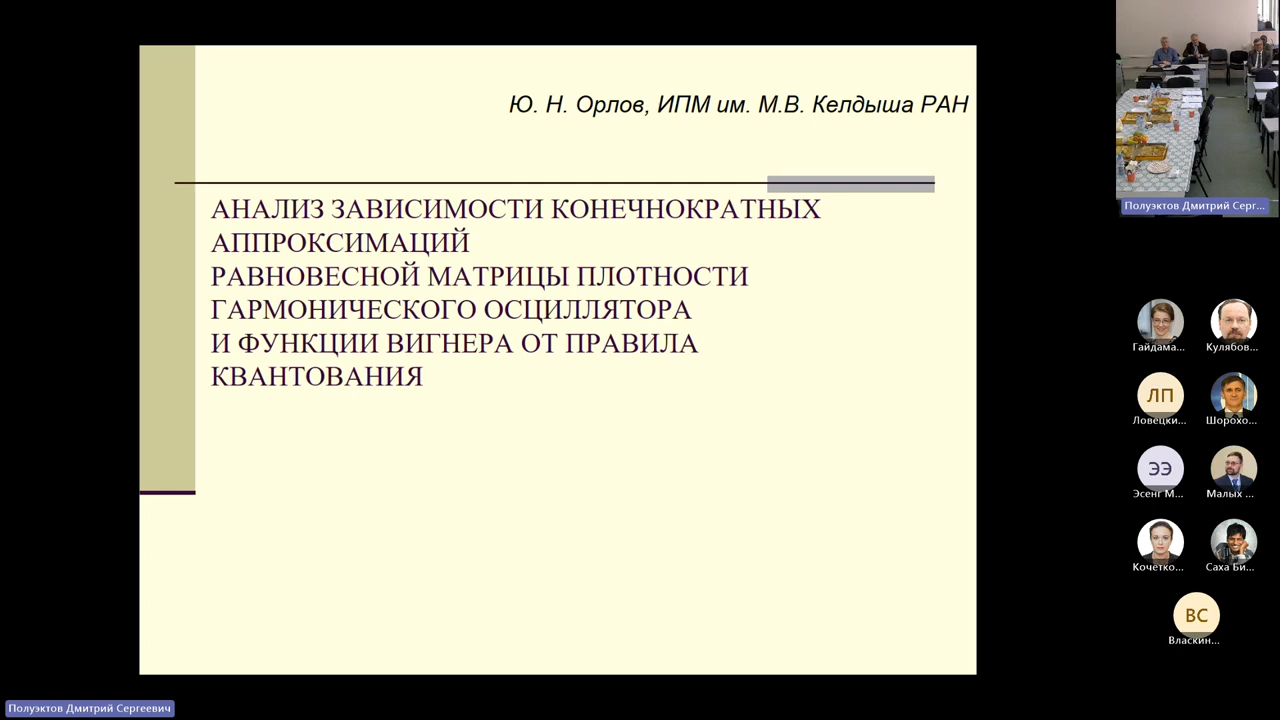 Ю. Н. Орлов, ИПМ им. М.В. Келдыша РАН
АНАЛИЗ ЗАВИСИМОСТИ КОНЕЧНОКРАТНЫХ
АППРОКСИМАЦИЙ
РАВНОВЕСНОЙ МАТРИЦЫ ПЛОТНОСТИ
ГАРМОНИЧЕСКОГО ОСЦИЛЛЯТОРА
И ФУНКЦИИ ВИГНЕРА ОТ ПРАВИЛА
КВАНТОВАНИЯ
Полуэктов Дмитрий Серг...
Гайдама... Кулябов...
ЛП
Ловецки... Шорохо...
ЭЭ
Эсенг М... Малых ...
Кочетко... Саха Би...
ВС
Власкин...
Полуэктов Дмитрий Сергеевич